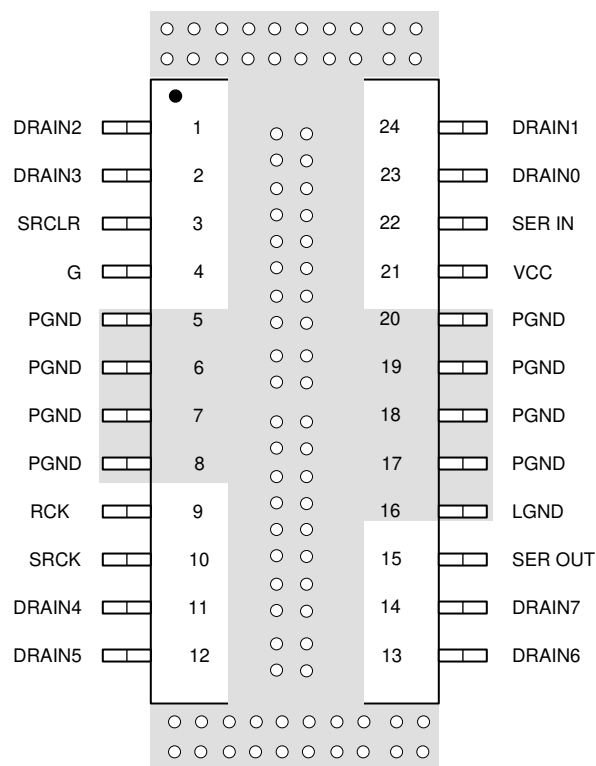 DRAIN2 1 24 DRAIN1
DRAIN3 2 23 DRAIN0
SRCLR 3 22 SER IN
G 4 21 VCC
PGND 5 20 PGND
PGND 6 19 PGND
PGND 7 18 PGND
PGND 8 17 PGND
RCK 9 16 LGND
SRCK 10 15 SER OUT
DRAIN4 11 14 DRAIN7
DRAIN5 12 13 DRAIN6